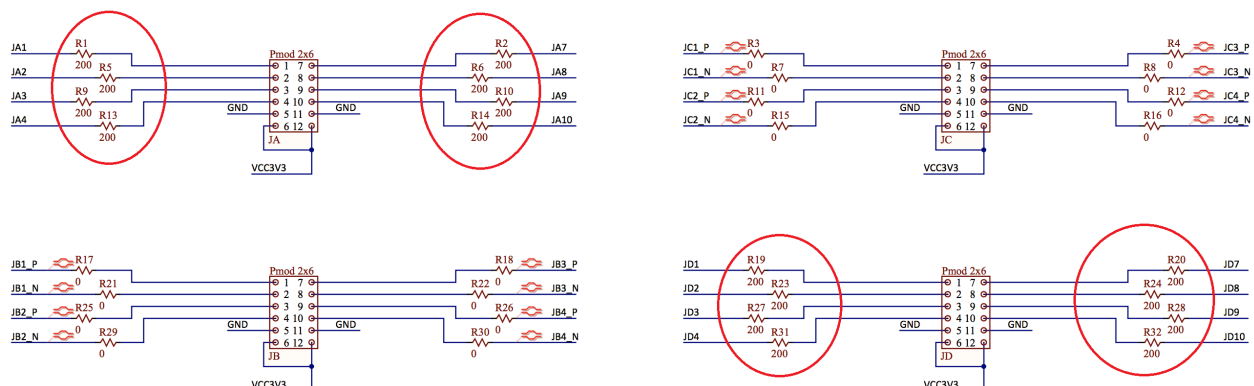 JA1 R1 200
JA2 R5 200
JA3 R9 200
JA4 R13 200
Pmod 2x6
1 7
2 8
3 9
4 10
GND 5 11 GND
6 12
JA
VCC3V3
R2 200 JA7
R6 200 JA8
R10 200 JA9
R14 200 JA10
JC1_P R3 0
JC1_N R7 0
JC2_P R11 0
JC2_N R15 0
Pmod 2x6
1 7
2 8
3 9
4 10
GND 5 11 GND
6 12
JC
VCC3V3
R4 0 JC3_P
R8 0 JC3_N
R12 0 JC4_P
R16 0 JC4_N
JB1_P R17 0
JB1_N R21 0
JB2_P R25 0
JB2_N R29 0
Pmod 2x6
1 7
2 8
3 9
4 10
GND 5 11 GND
6 12
JB
VCC3V3
R18 0 JB3_P
R22 0 JB3_N
R26 0 JB4_P
R30 0 JB4_N
JD1 R19 200
JD2 R23 200
JD3 R27 200
JD4 R31 200
Pmod 2x6
1 7
2 8
3 9
4 10
GND 5 11 GND
6 12
JD
VCC3V3
R20 200 JD7
R24 200 JD8
R28 200 JD9
R32 200 JD10